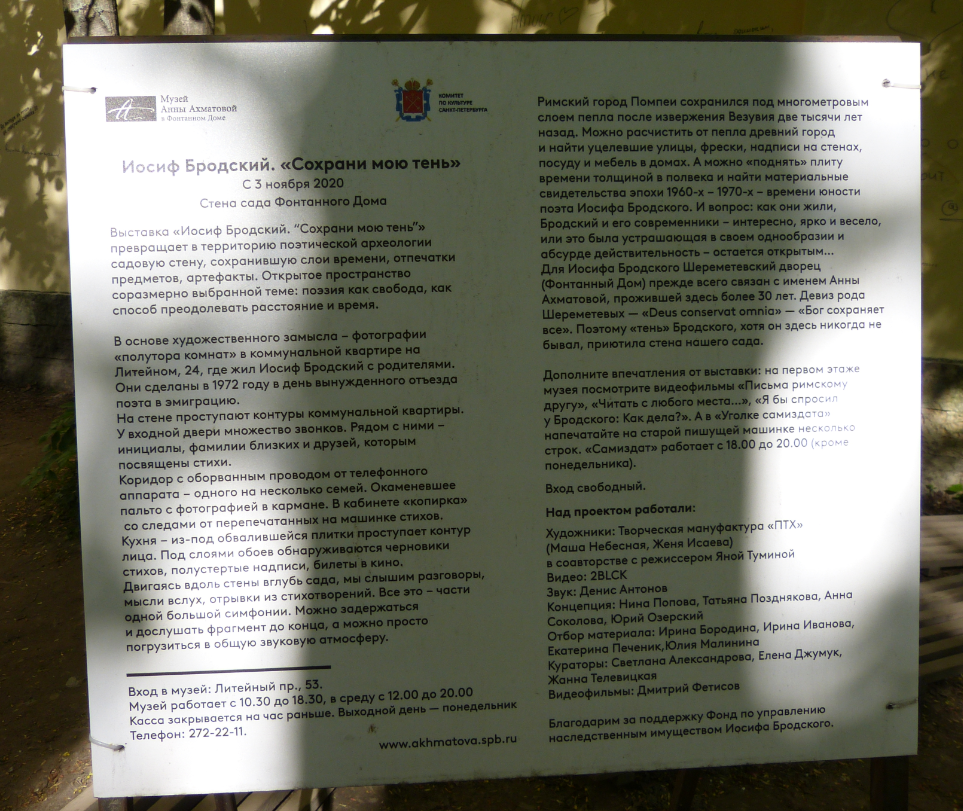 Музей
Анны Ахматовой
в Фонтанном Доме
КОМИТЕТ
ПО КУЛЬТУРЕ
САНКТ-ПЕТЕРБУРГА
Иосиф Бродский. «Сохрани мою тень»
С 3 ноября 2020
Стена сада Фонтанного Дома
Выставка «Иосиф Бродский. “Сохрани мою тень”»
превращает в территорию поэтической археологии
садовую стену, сохранившую слои времени, отпечатки
предметов, артефакты. Открытое пространство
соразмерно выбранной теме: поэзия как свобода, как
способ преодолевать расстояние и время.
В основе художественного замысла – фотографии
«полутора комнат» в коммунальной квартире на
Литейном, 24, где жил Иосиф Бродский с родителями.
Они сделаны в 1972 году в день вынужденного отъезда
поэта в эмиграцию.
На стене проступают контуры коммунальной квартиры.
У входной двери множество звонков. Рядом с ними –
инициалы, фамилии близких и друзей, которым
посвящены стихи.
Коридор с оборванным проводом от телефонного
аппарата – одного на несколько семей. Окаменевшее
пальто с фотографией в кармане. В кабинете «копирка»
со следами от перепечатанных на машинке стихов.
Кухня – из-под обвалившейся плитки проступает контур
лица. Под слоями обоев обнаруживаются черновики
стихов, полустертые надписи, билеты в кино.
Двигаясь вдоль стены вглубь сада, мы слышим разговоры,
мысли вслух, отрывки из стихотворений. Все это – части
одной большой симфонии. Можно задержаться
и дослушать фрагмент до конца, а можно просто
погрузиться в общую звуковую атмосферу.
Вход в музей: Литейный пр., 53.
Музей работает с 10.30 до 18.30, в среду с 12.00 до 20.00
Касса закрывается на час раньше. Выходной день — понедельник
Телефон: 272-22-11.
www.akhmatova.spb.ru
Римский город Помпеи сохранился под многометровым
слоем пепла после извержения Везувия две тысячи лет
назад. Можно расчистить от пепла древний город
и найти уцелевшие улицы, фрески, надписи на стенах,
посуду и мебель в домах. А можно «поднять» плиту
времени толщиной в полвека и найти материальные
свидетельства эпохи 1960-х – 1970-х – времени юности
поэта Иосифа Бродского. И вопрос: как они жили,
Бродский и его современники – интересно, ярко и весело,
или это была устрашающая в своем однообразии и
абсурде действительность – остается открытым...
Для Иосифа Бродского Шереметевский дворец
(Фонтанный Дом) прежде всего связан с именем Анны
Ахматовой, прожившей здесь более 30 лет. Девиз рода
Шереметевых — «Deus conservat omnia» — «Бог сохраняет
все». Поэтому «тень» Бродского, хотя он здесь никогда не
бывал, приютила стена нашего сада.
Дополните впечатления от выставки: на первом этаже
музея посмотрите видеофильмы «Письма римскому
другу», «Читать с любого места...», «Я бы спросил
у Бродского: Как дела?». А в «Уголке самиздата»
напечатайте на старой пишущей машинке несколько
строк. «Самиздат» работает с 18.00 до 20.00 (кроме
понедельника).
Вход свободный.
Над проектом работали:
Художники: Творческая мануфактура «ПТХ»
(Маша Небесная, Женя Исаева)
в соавторстве с режиссером Яной Туминой
Видео: 2BLCK
Звук: Денис Антонов
Концепция: Нина Попова, Татьяна Позднякова, Анна
Соколова, Юрий Озерский
Отбор материала: Ирина Бородина, Ирина Иванова,
Екатерина Печеник,Юлия Малинина
Кураторы: Светлана Александрова, Елена Джумук,
Жанна Телевицкая
Видеофильмы: Дмитрий Фетисов
Благодарим за поддержку Фонд по управлению
наследственным имуществом Иосифа Бродского.